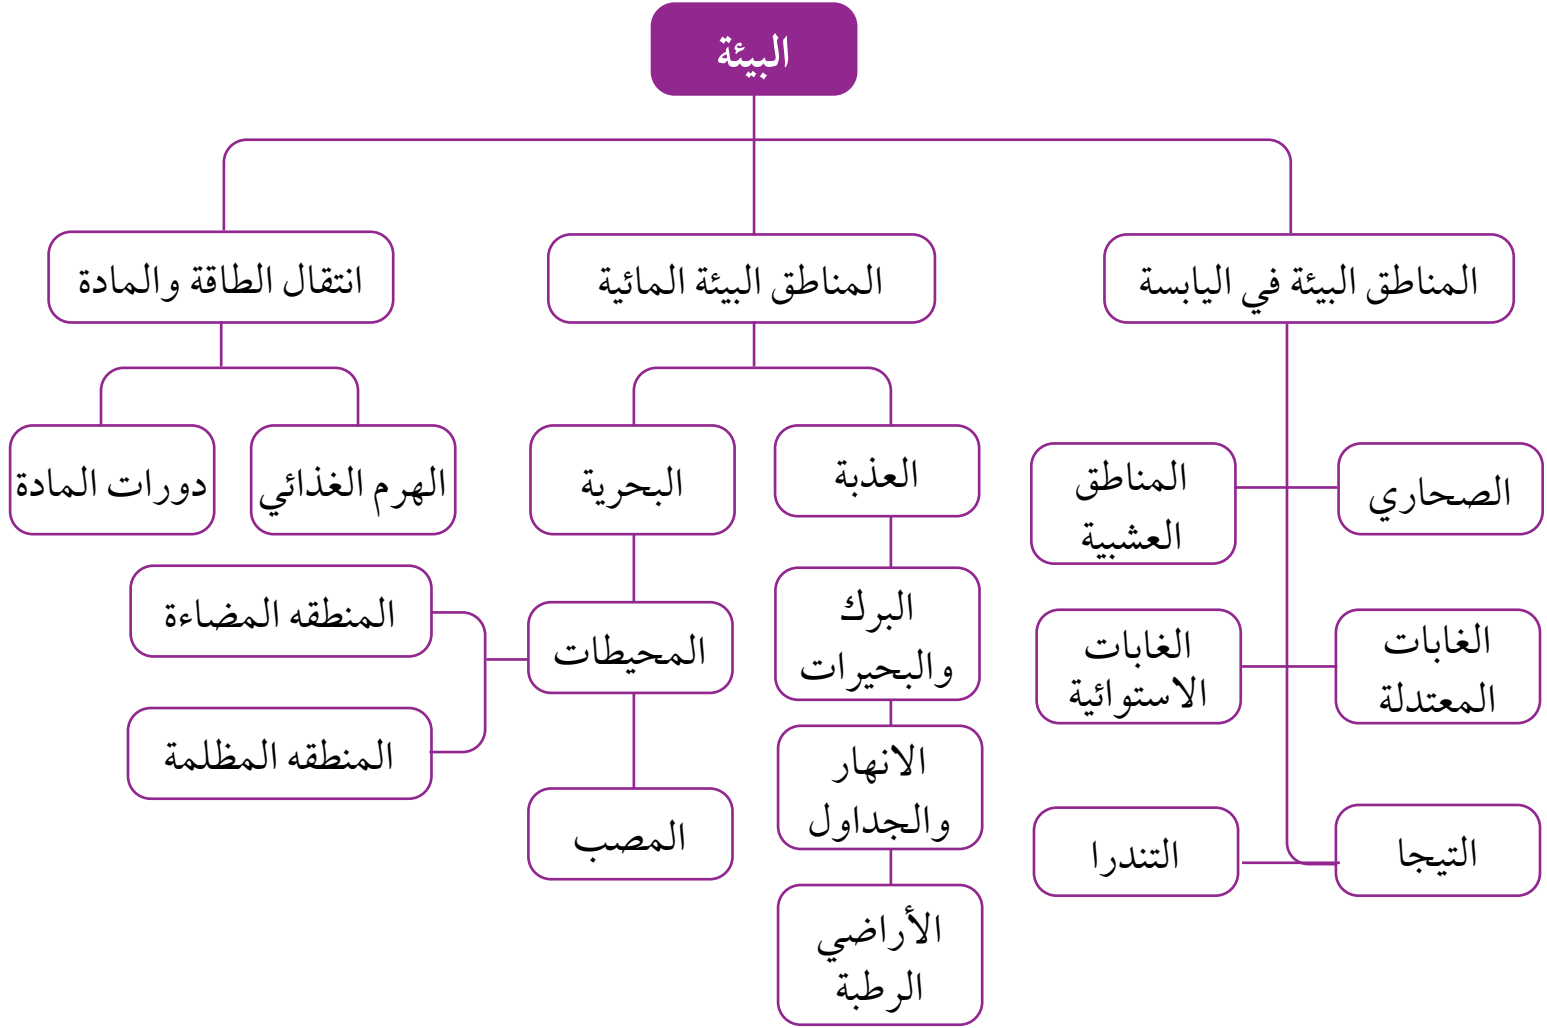 البيئة
المناطق البيئة في اليابسة
المناطق البيئة المائية
انتقال الطاقة والمادة
الصحاري
المناطق
العشبية
الغابات
المعتدلة
الغابات
الاستوائية
التيجا
التندرا
العذبة
البرك
والبحيرات
الانهار
والجداول
الأراضي
الرطبة
البحرية
المحيطات
المنطقه المضاءة
المنطقه المظلمة
المصب
الهرم الغذائي
دورات المادة